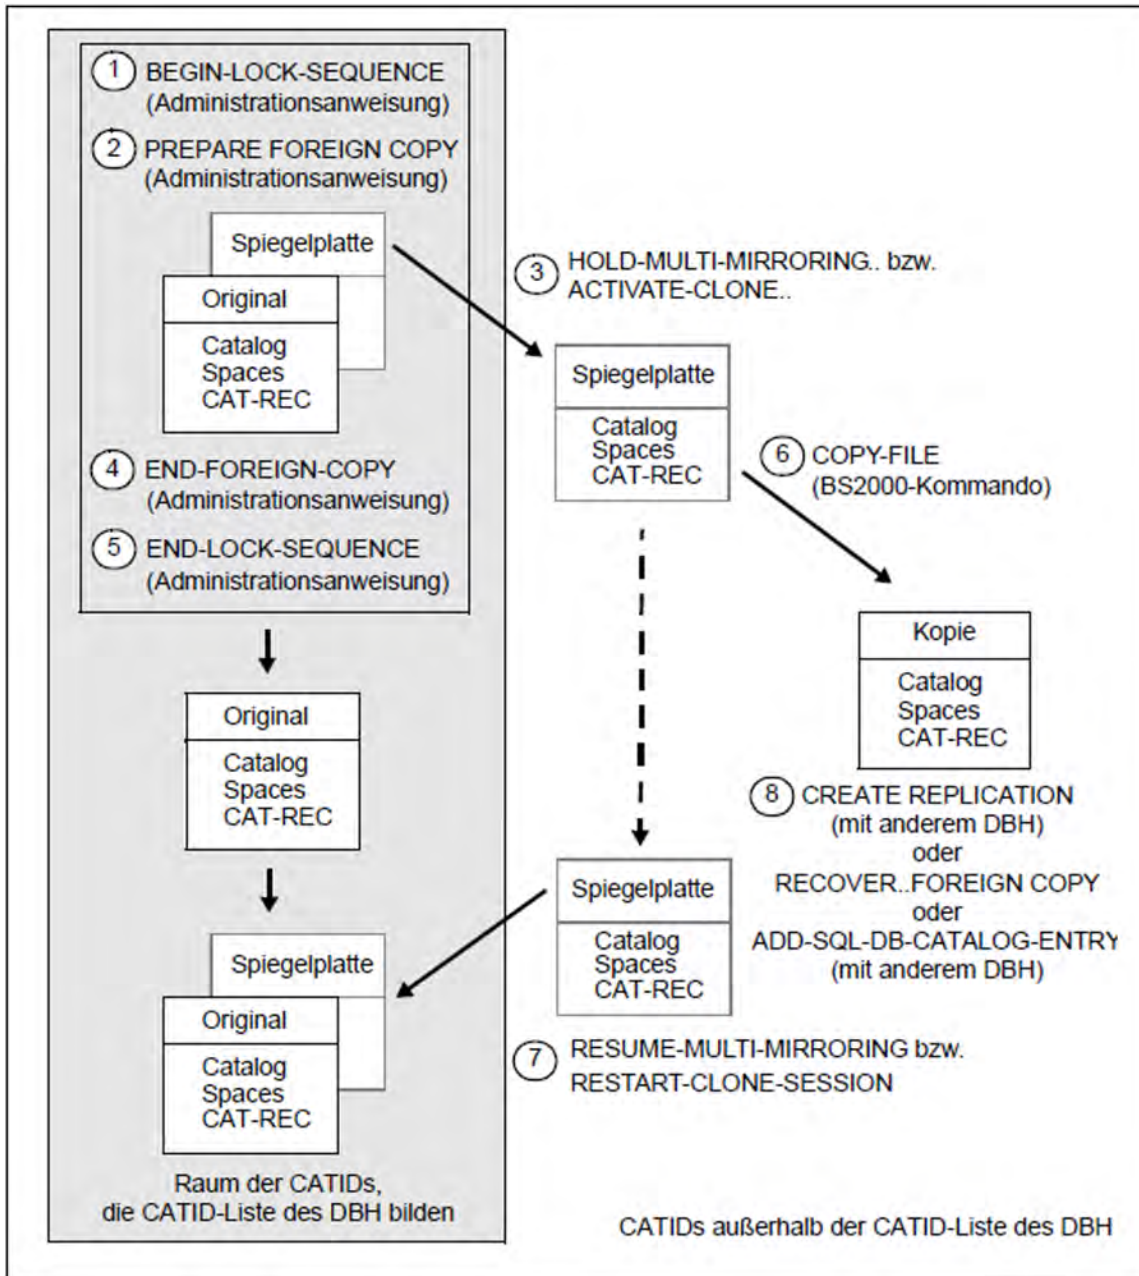 1 BEGIN-LOCK-SEQUENCE
(Administrationsanweisung)
2 PREPARE FOREIGN COPY
(Administrationsanweisung)
Spiegelplatte
Original
Catalog
Spaces
CAT-REC
3 HOLD-MULTI-MIRRORING.. bzw.
ACTIVATE-CLONE..
Spiegelplatte
Catalog
Spaces
CAT-REC
4 END-FOREIGN-COPY
(Administrationsanweisung)
5 END-LOCK-SEQUENCE
(Administrationsanweisung)
6 COPY-FILE
(BS2000-Kommando)
Kopie
Catalog
Spaces
CAT-REC
Original
Catalog
Spaces
CAT-REC
8 CREATE REPLICATION
(mit anderem DBH)
oder
RECOVER..FOREIGN COPY
oder
ADD-SQL-DB-CATALOG-ENTRY
(mit anderem DBH)
Spiegelplatte
Catalog
Spaces
CAT-REC
Spiegelplatte
Original
Catalog
Spaces
CAT-REC
7 RESUME-MULTI-MIRRORING bzw.
RESTART-CLONE-SESSION
Raum der CATIDs,
die CATID-Liste des DBH bilden
CATIDs außerhalb der CATID-Liste des DBH